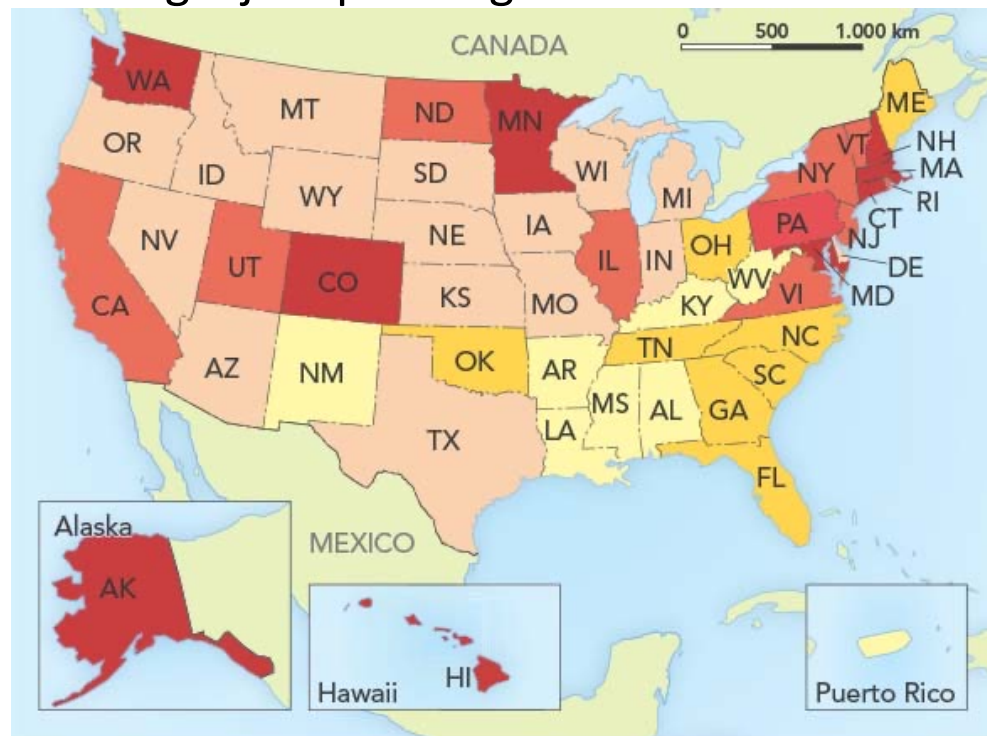 CANADA
0 500 1.000 km
WA
MT
ND
MN
ME
OR
ID
SD
WI
MI
VT
NH
NY
MA
RI
WY
CT
PA
NJ
NV
UT
CO
NE
IA
IL
IN
OH
WV
DE
MD
CA
KS
MO
KY
VI
AZ
NM
OK
AR
TN
NC
SC
MS
AL
GA
LA
TX
FL
MEXICO
Alaska
AK
HI
Hawaii
Puerto Rico